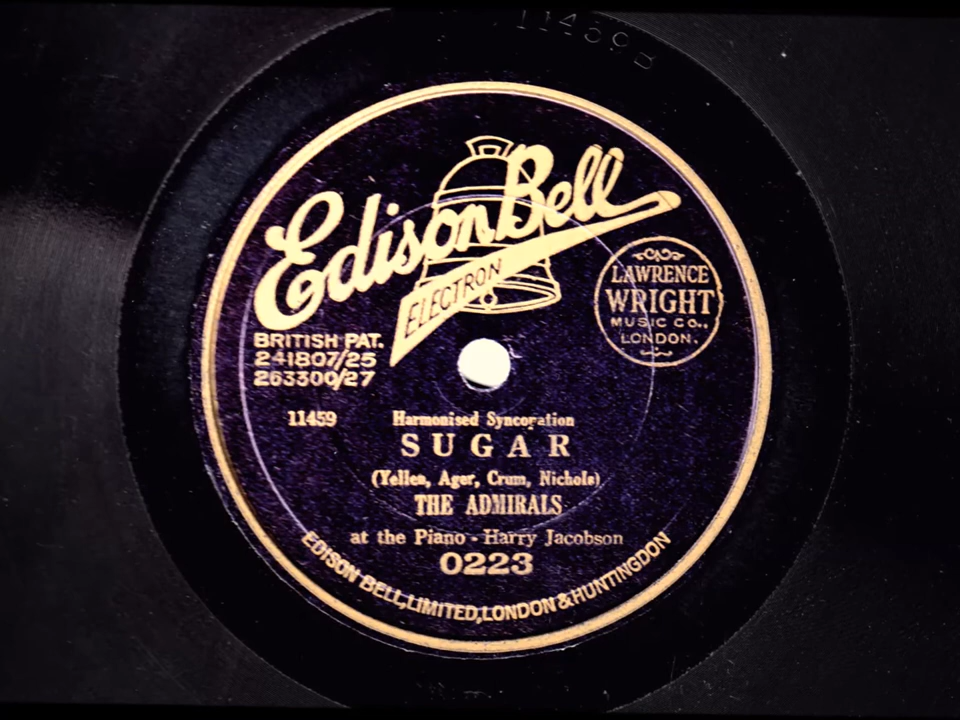 11459 B
Edison Bell
ELECTRON
LAWRENCE
WRIGHT
MUSIC CO.,
LONDON.
BRITISH PAT.
241807/25
263300/27
11459
Harmonised Syncopation
SUGAR
(Yellen, Ager, Crum, Nichols)
THE ADMIRALS
at the Piano - Harry Jacobson
0223
EDISON BELL, LIMITED, LONDON & HUNTINGDON